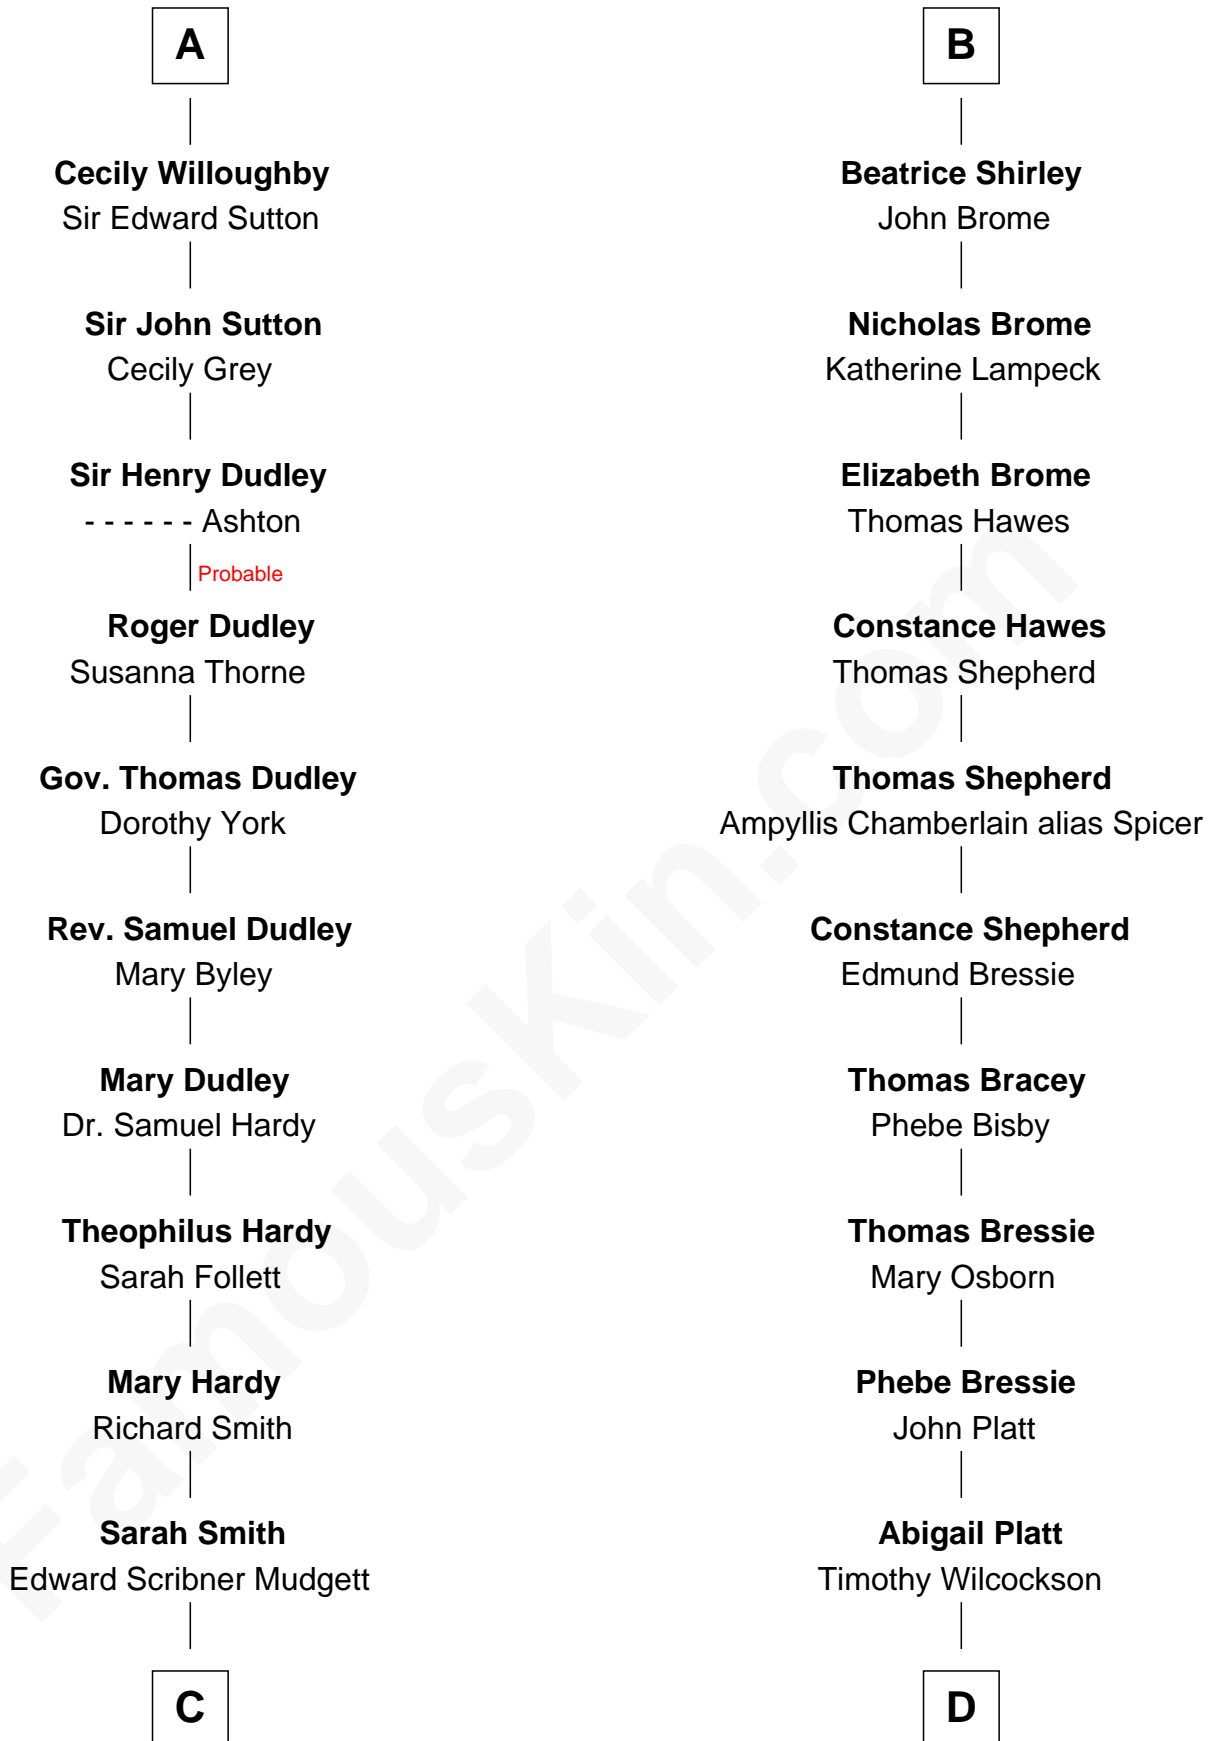 A
Cecily Willoughby
Sir Edward Sutton
Sir John Sutton
Cecily Grey
Sir Henry Dudley
- - - - - - Ashton
Probable
Roger Dudley
Susanna Thorne
Gov. Thomas Dudley
Dorothy York
Rev. Samuel Dudley
Mary Byley
Mary Dudley
Dr. Samuel Hardy
Theophilus Hardy
Sarah Follett
Mary Hardy
Richard Smith
Sarah Smith
Edward Scribner Mudgett
C
B
Beatrice Shirley
John Brome
Nicholas Brome
Katherine Lampeck
Elizabeth Brome
Thomas Hawes
Constance Hawes
Thomas Shepherd
Thomas Shepherd
Ampyllis Chamberlain alias Spicer
Constance Shepherd
Edmund Bressie
Thomas Bracey
Phebe Bisby
Thomas Bressie
Mary Osborn
Phebe Bressie
John Platt
Abigail Platt
Timothy Wilcockson
D
FamousKin.com